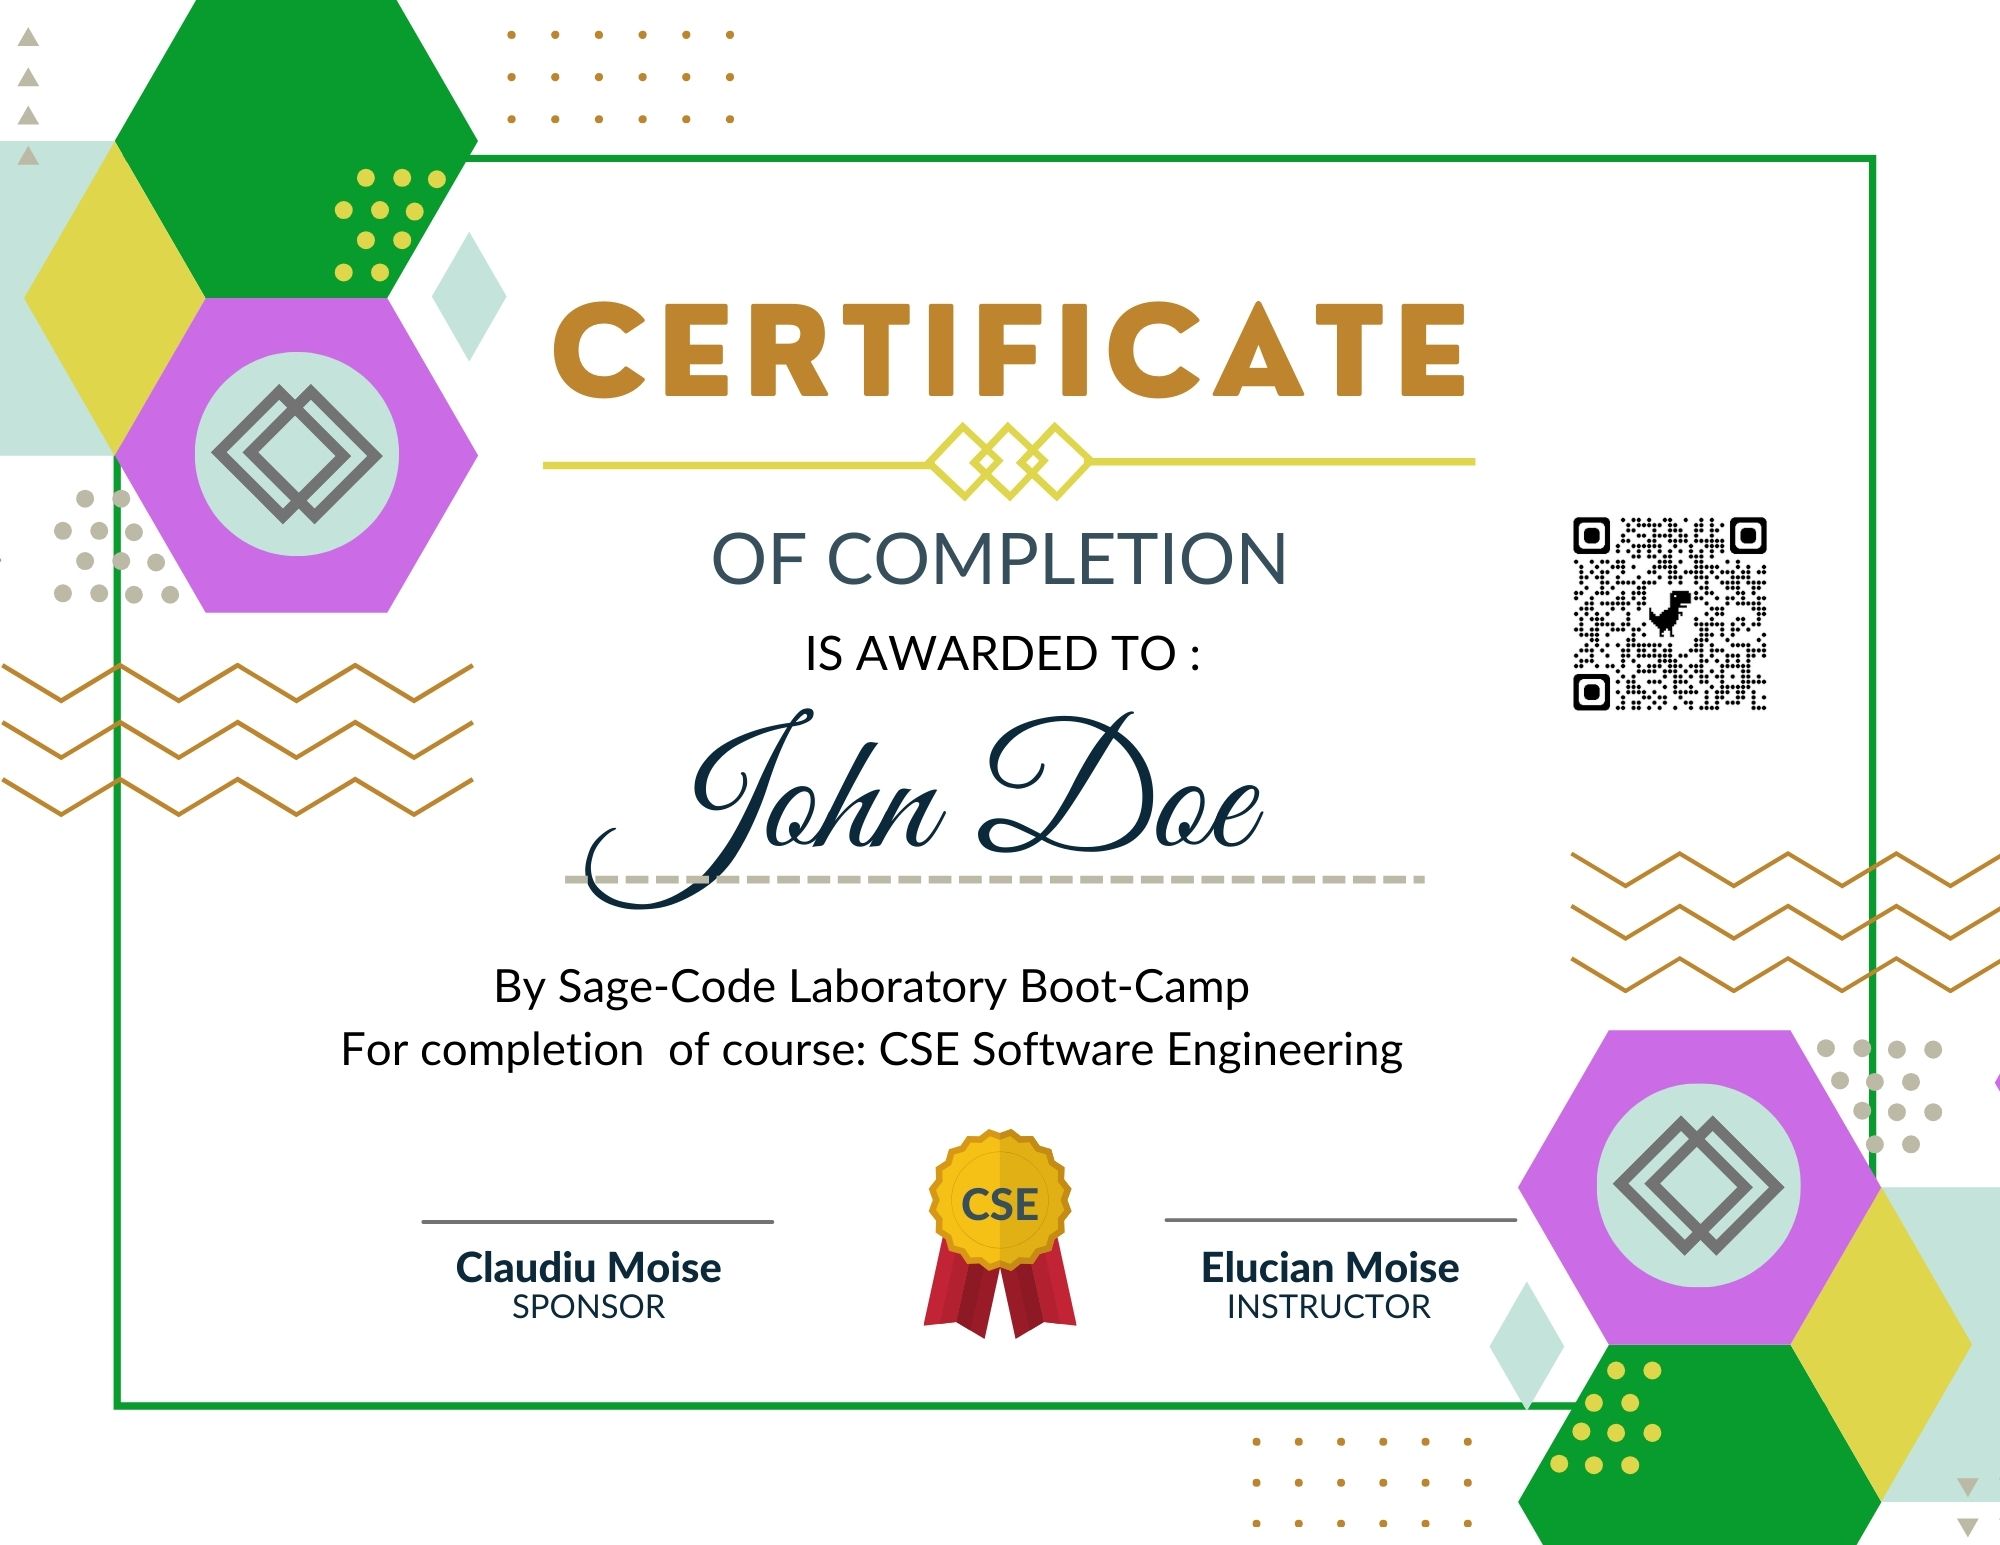 CERTIFICATE
OF COMPLETION
IS AWARDED TO :
John Doe
By Sage-Code Laboratory Boot-Camp
For completion  of course: CSE Software Engineering
CSE
Claudiu Moise
SPONSOR
Elucian Moise
INSTRUCTOR